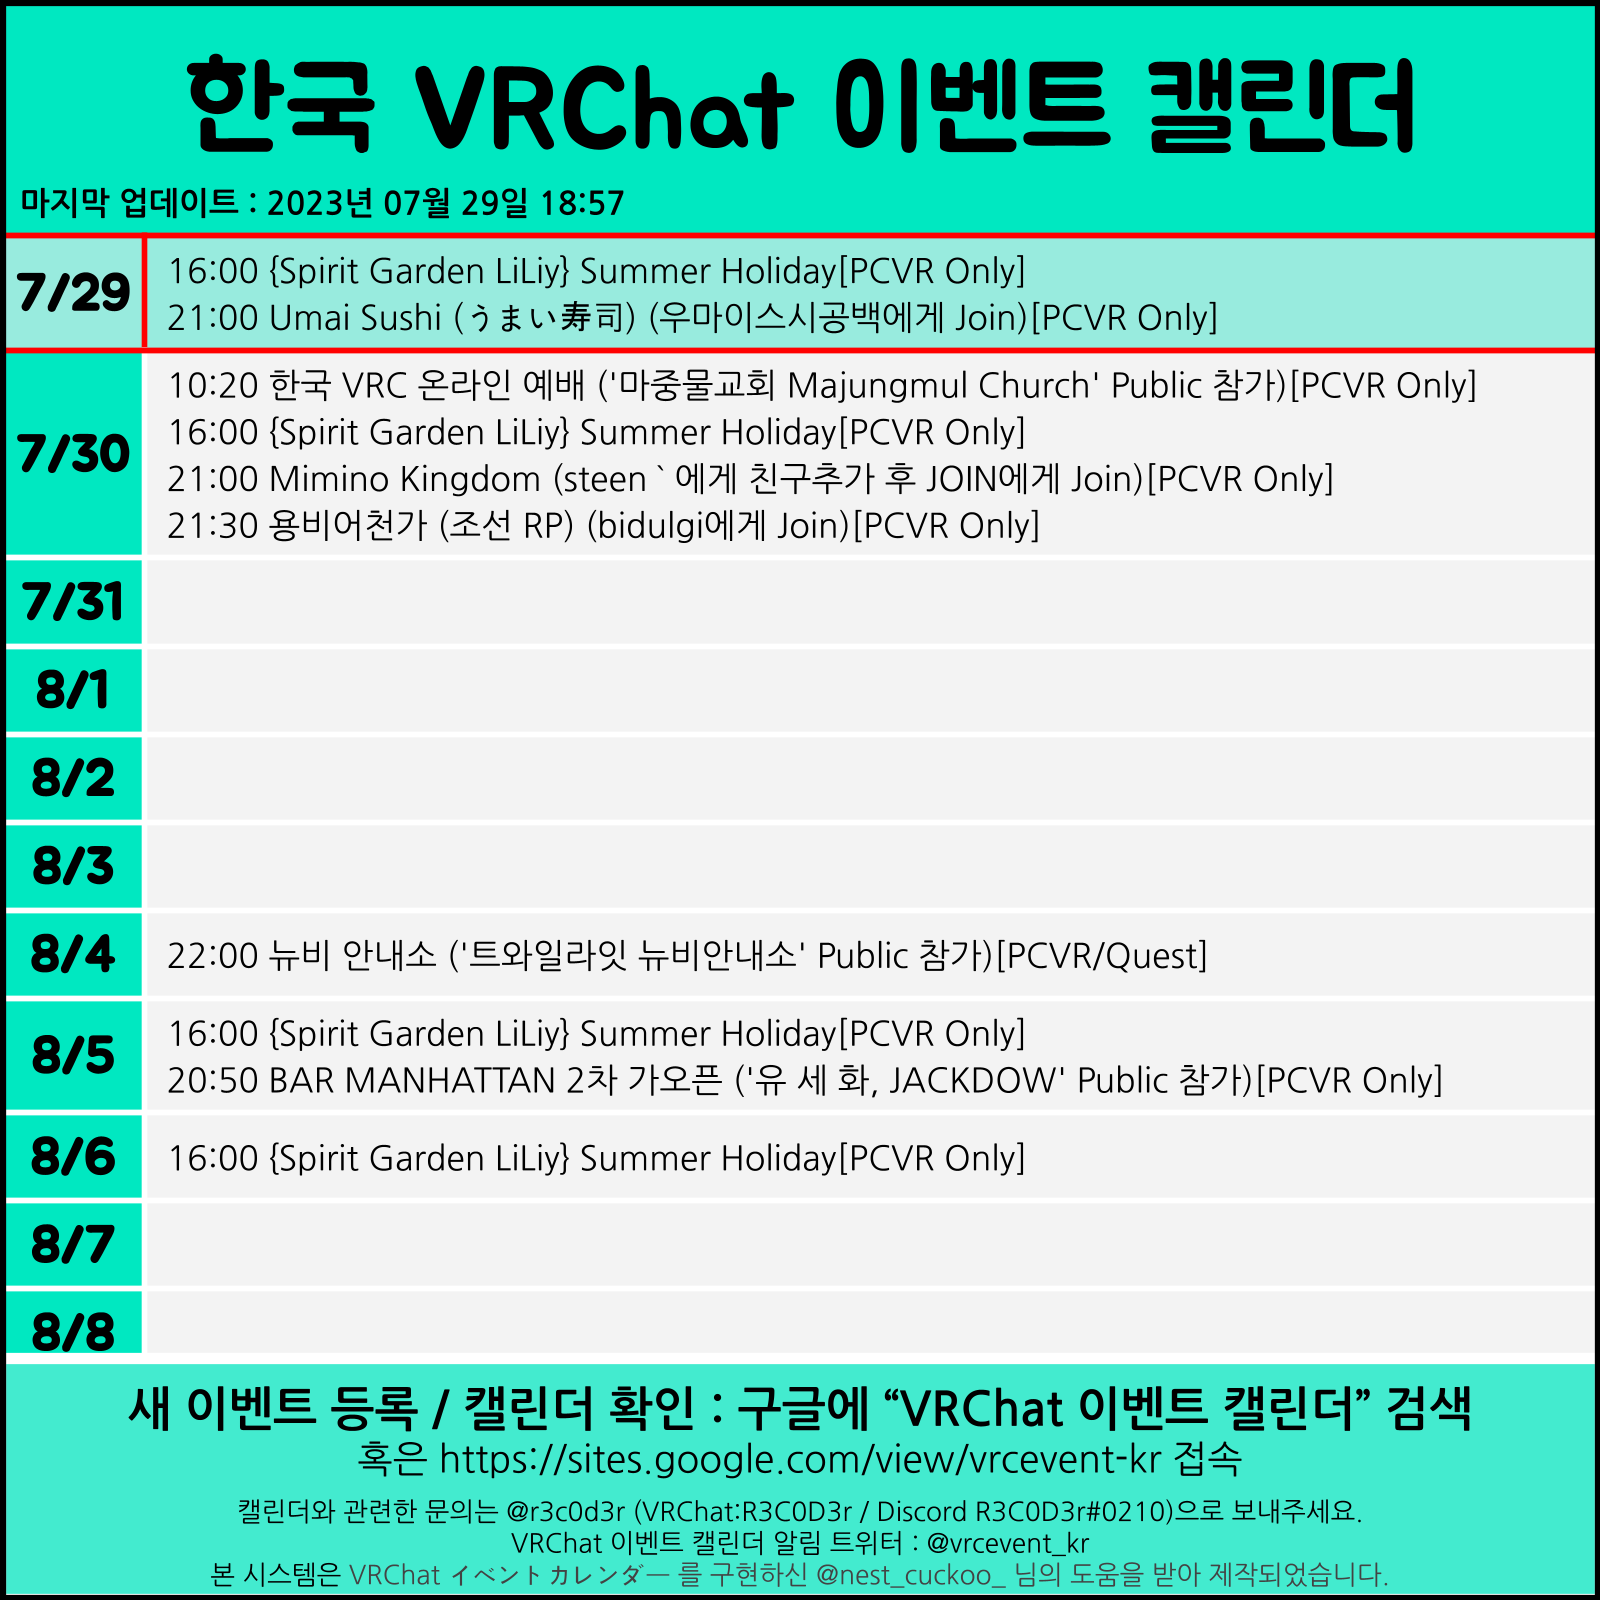 한국 VRChat 이벤트 캘린더
마지막 업데이트 : 2023년 07월 29일 18:57
7/29
16:00 {Spirit Garden LiLiy} Summer Holiday[PCVR Only]
21:00 Umai Sushi (うまい寿司) (우마이스시공백에게 Join)[PCVR Only]
7/30
10:20 한국 VRC 온라인 예배 ('마중물교회 Majungmul Church' Public 참가)[PCVR Only]
16:00 {Spirit Garden LiLiy} Summer Holiday[PCVR Only]
21:00 Mimino Kingdom (steen ` 에게 친구추가 후 JOIN에게 Join)[PCVR Only]
21:30 용비어천가 (조선 RP) (bidulgi에게 Join)[PCVR Only]
7/31
8/1
8/2
8/3
8/4
22:00 뉴비 안내소 ('트와일라잇 뉴비안내소' Public 참가)[PCVR/Quest]
8/5
16:00 {Spirit Garden LiLiy} Summer Holiday[PCVR Only]
20:50 BAR MANHATTAN 2차 가오픈 ('유 세 화, JACKDOW' Public 참가)[PCVR Only]
8/6
16:00 {Spirit Garden LiLiy} Summer Holiday[PCVR Only]
8/7
8/8
새 이벤트 등록 / 캘린더 확인 : 구글에 “VRChat 이벤트 캘린더” 검색
혹은 https://sites.google.com/view/vrcevent-kr 접속
캘린더와 관련한 문의는 @r3c0d3r (VRChat:R3C0D3r / Discord R3C0D3r#0210)으로 보내주세요.
VRChat 이벤트 캘린더 알림 트위터 : @vrcevent_kr
본 시스템은 VRChat イベントカレンダー 를 구현하신 @nest_cuckoo_ 님의 도움을 받아 제작되었습니다.